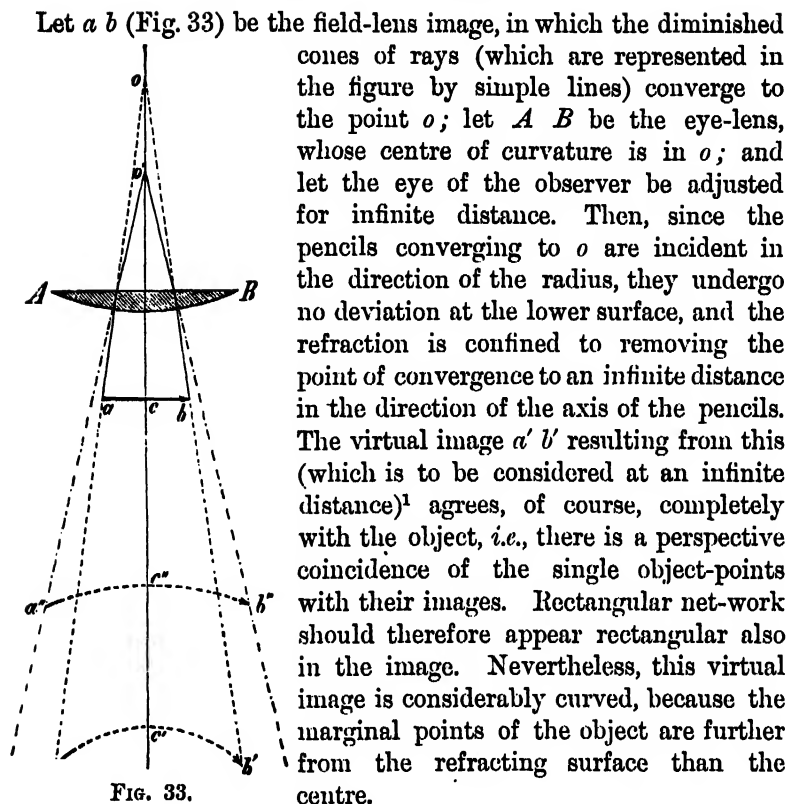 Let a b (Fig. 33) be the field-lens image, in which the diminished
cones of rays (which are represented in
the figure by simple lines) converge to
the point o; let A B be the eye-lens,
whose centre of curvature is in o; and
let the eye of the observer be adjusted
for infinite distance. Then, since the
pencils converging to o are incident in
the direction of the radius, they undergo
no deviation at the lower surface, and the
refraction is confined to removing the
point of convergence to an infinite distance
in the direction of the axis of the pencils.
The virtual image a′ b′ resulting from this
(which is to be considered at an infinite
distance)¹ agrees, of course, completely
with the object, i.e., there is a perspective
coincidence of the single object-points
with their images. Rectangular net-work
should therefore appear rectangular also
in the image. Nevertheless, this virtual
image is considerably curved, because the
marginal points of the object are further
from the refracting surface than the
centre.
o
o′
A B
a c b
c″
a″ b″
c′
b′
FIG. 33.